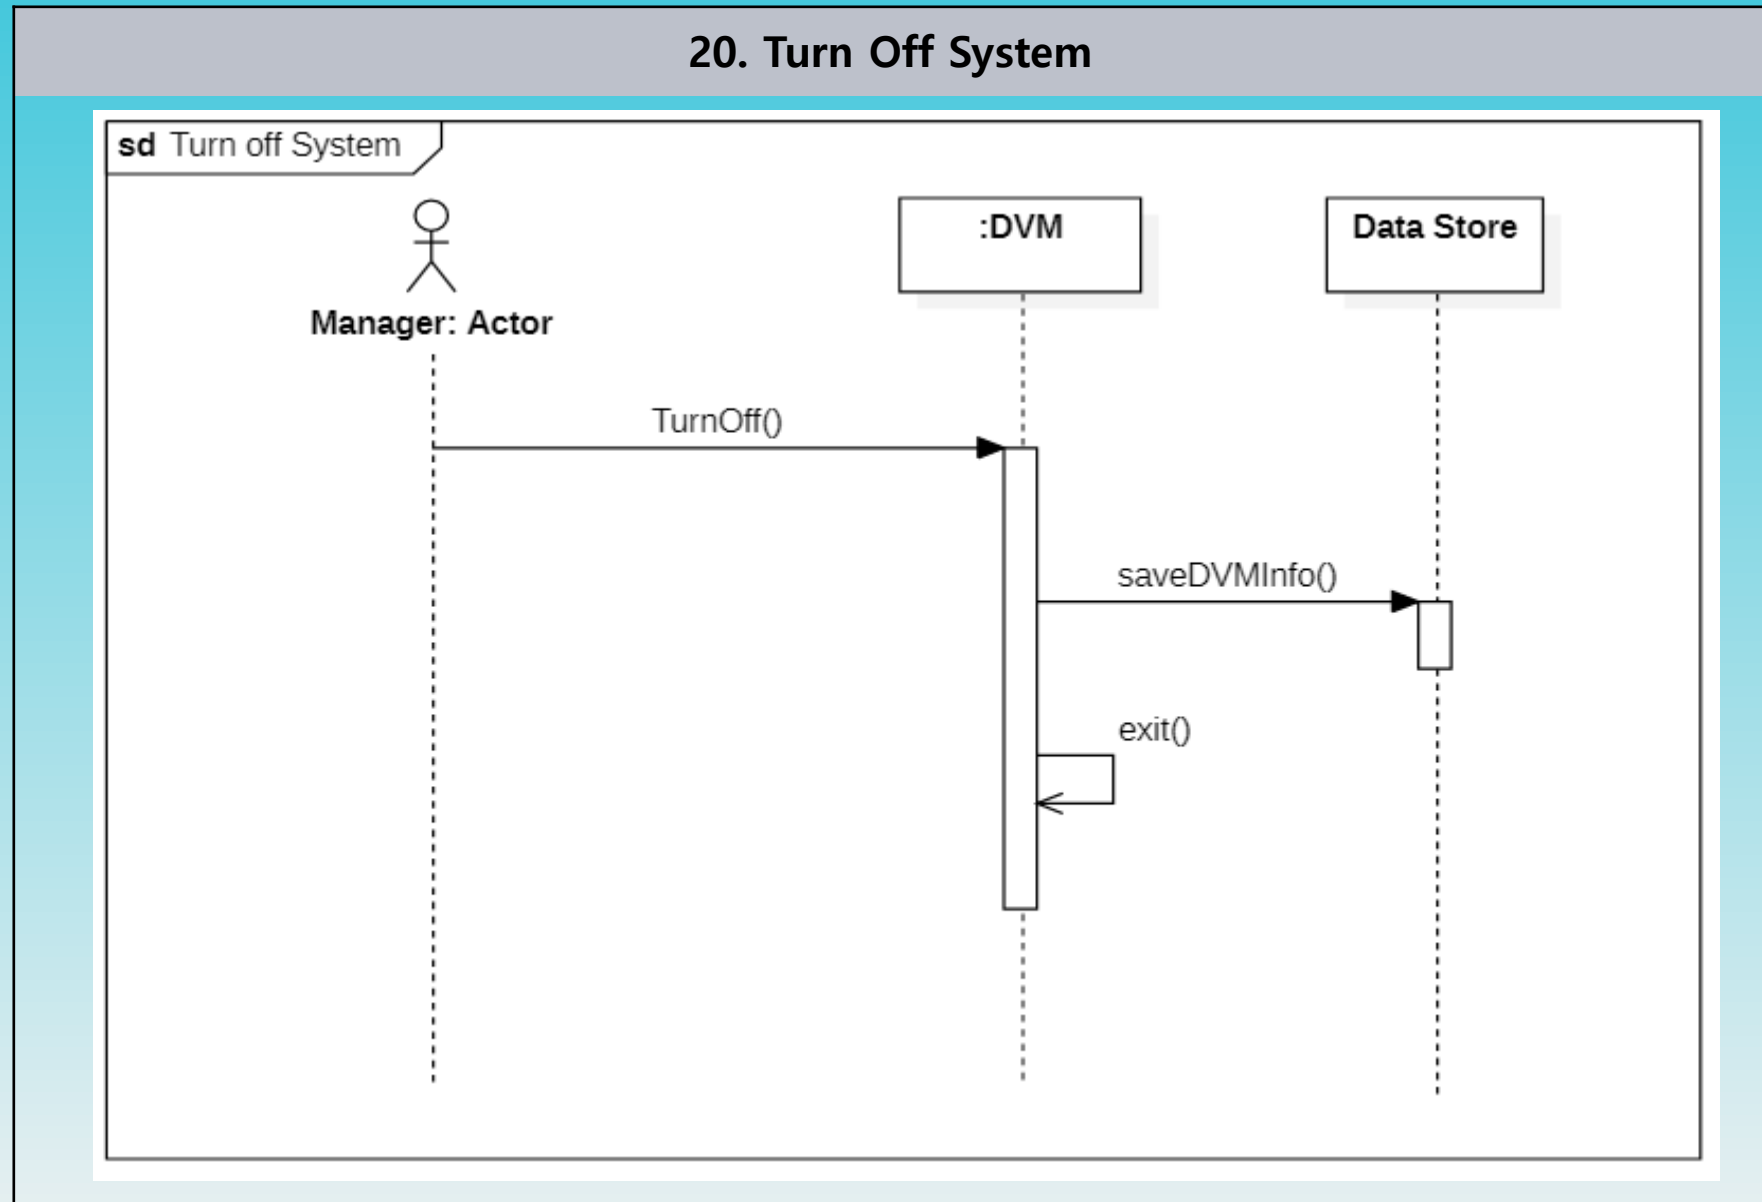 20. Turn Off System
sd Turn off System
:DVM
Data Store
Manager: Actor
TurnOff()
saveDVMInfo()
exit()